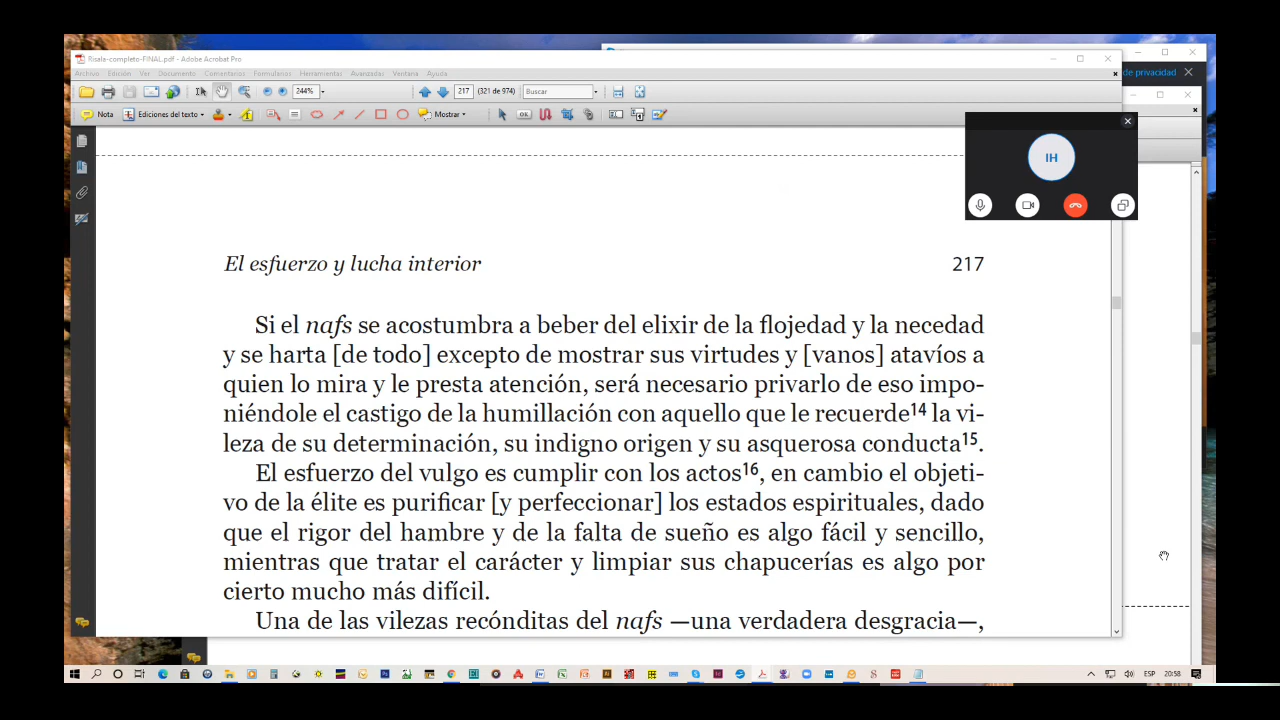 Risala-completo-FINAL.pdf - Adobe Acrobat Pro
de privacidad
Archivo Edición Ver Documento Comentarios Formularios Herramientas Avanzadas Ventana Ayuda
244% 217 (321 de 974) Buscar
Nota Ediciones del texto OK Mostrar
IH
El esfuerzo y lucha interior 217
Si el nafs se acostumbra a beber del elixir de la flojedad y la necedad
y se harta [de todo] excepto de mostrar sus virtudes y [vanos] atavíos a
quien lo mira y le presta atención, será necesario privarlo de eso impo-
niéndole el castigo de la humillación con aquello que le recuerde14 la vi-
leza de su determinación, su indigno origen y su asquerosa conducta15.
El esfuerzo del vulgo es cumplir con los actos16, en cambio el objeti-
vo de la élite es purificar [y perfeccionar] los estados espirituales, dado
que el rigor del hambre y de la falta de sueño es algo fácil y sencillo,
mientras que tratar el carácter y limpiar sus chapucerías es algo por
cierto mucho más difícil.
Una de las vilezas recónditas del nafs —una verdadera desgracia—,
ESP 20:58